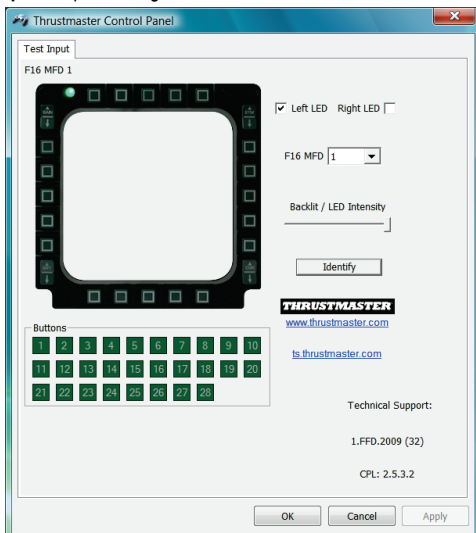 Thrustmaster Control Panel
Test Input
F16 MFD 1
Left LED Right LED
F16 MFD 1
Backlit / LED Intensity
Identify
THRUSTMASTER
www.thrustmaster.com
ts.thrustmaster.com
Buttons
1 2 3 4 5 6 7 8 9 10
11 12 13 14 15 16 17 18 19 20
21 22 23 24 25 26 27 28
Technical Support:
1.FFD.2009 (32)
CPL: 2.5.3.2
OK Cancel Apply